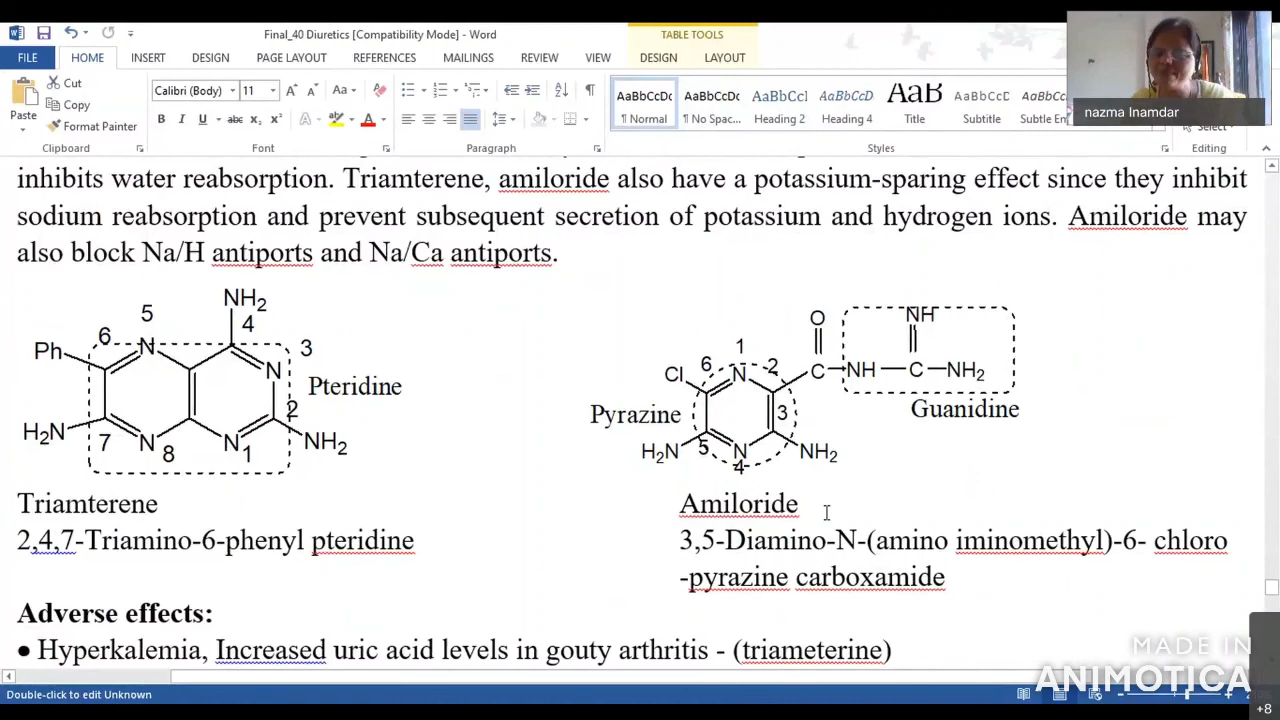 Final_40 Diuretics [Compatibility Mode] - Word
TABLE TOOLS
FILE HOME INSERT DESIGN PAGE LAYOUT REFERENCES MAILINGS REVIEW VIEW DESIGN LAYOUT
nazma Inamdar
Cut
Copy
Format Painter
Paste
Calibri (Body) 11
AaBbCcDc AaBbCcDc AaBbCcI AaBbCcD AaB AaBbCcD
¶ Normal ¶ No Spac... Heading 2 Heading 4 Title Subtitle Subtle Em...
Select
Clipboard Font Paragraph Styles Editing
inhibits water reabsorption. Triamterene, amiloride also have a potassium-sparing effect since they inhibit
sodium reabsorption and prevent subsequent secretion of potassium and hydrogen ions. Amiloride may
also block Na/H antiports and Na/Ca antiports.
NH2
5 4
6 3
Ph N N
Pteridine
2
H2N 7 N 8 N 1 NH2
O NH
1
6 2
Cl N C NH C NH2
Pyrazine 3 Guanidine
H2N 5 N NH2
4
Triamterene Amiloride
2,4,7-Triamino-6-phenyl pteridine 3,5-Diamino-N-(amino iminomethyl)-6- chloro
-pyrazine carboxamide
Adverse effects:
• Hyperkalemia, Increased uric acid levels in gouty arthritis - (triameterine)
MADE IN
ANIMOTICA
Double-click to edit Unknown
+8